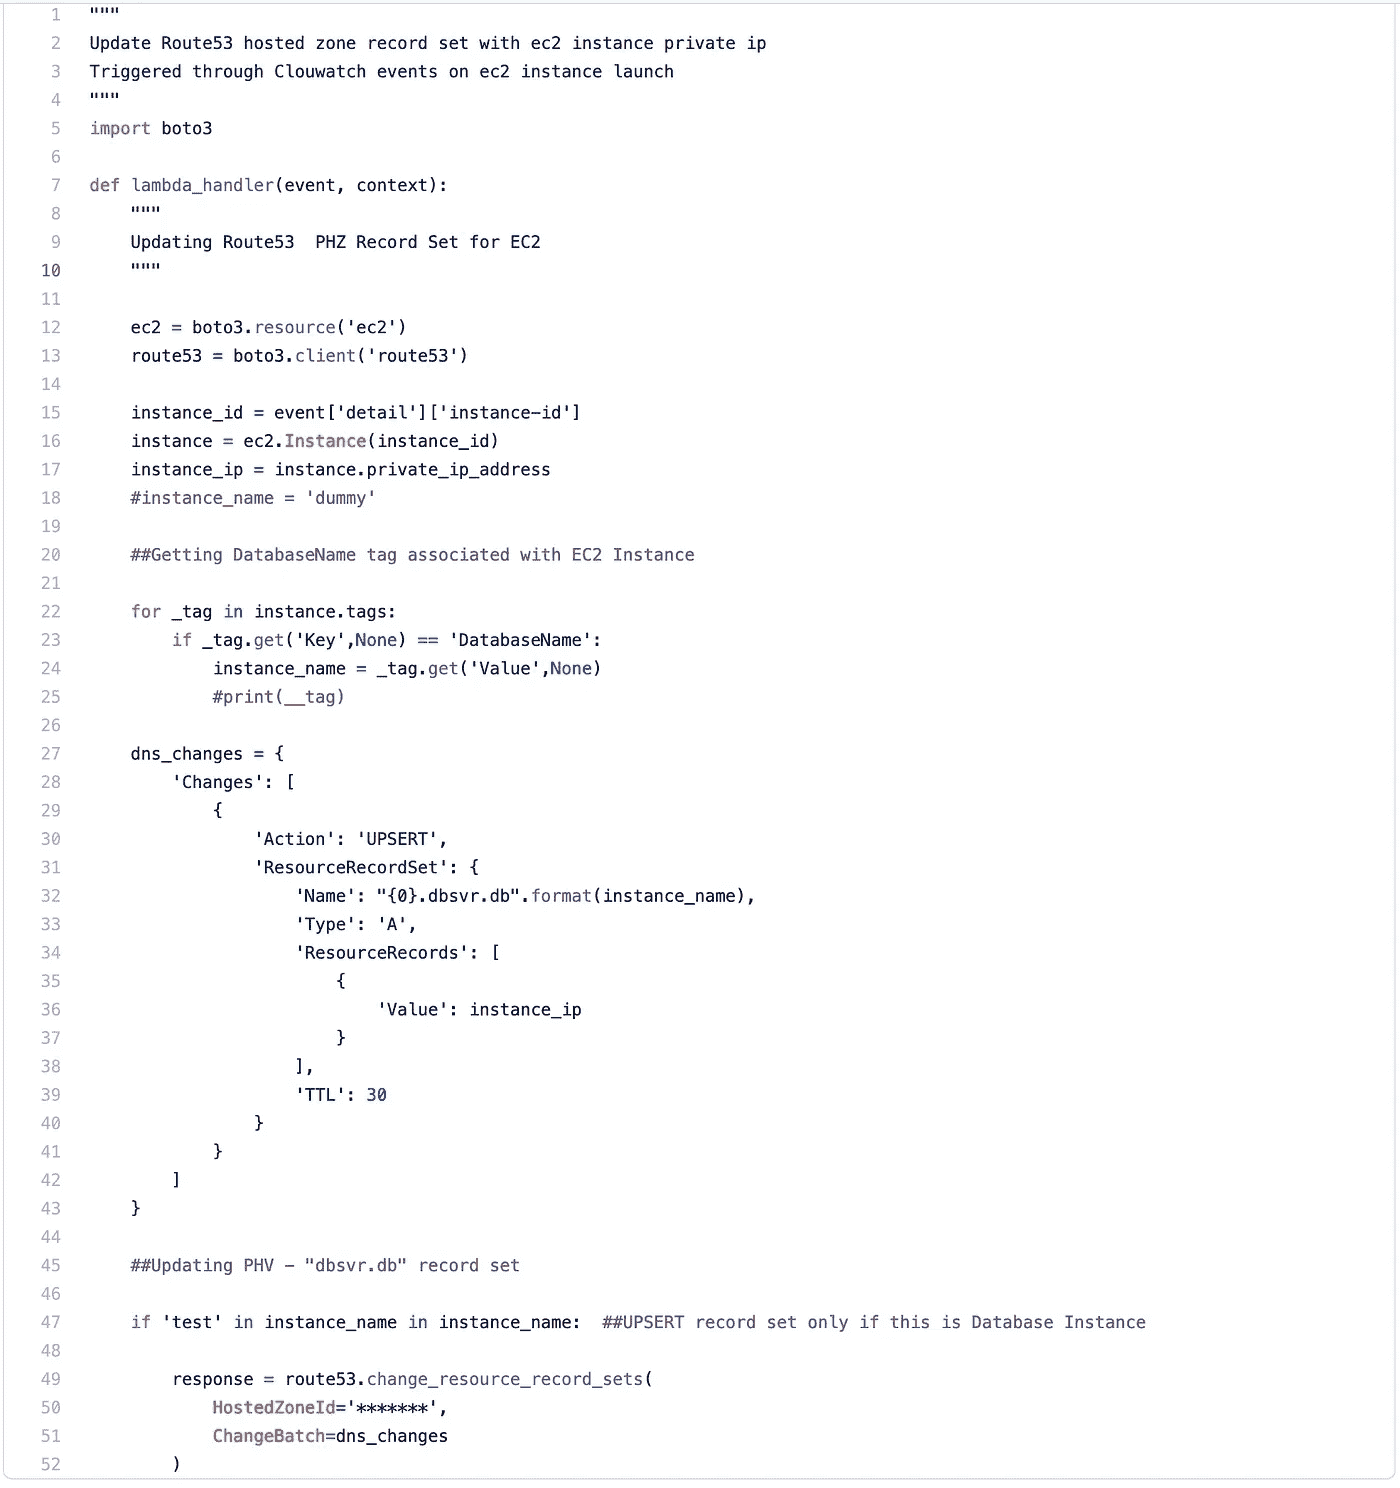 1 """
2 Update Route53 hosted zone record set with ec2 instance private ip
3 Triggered through Clouwatch events on ec2 instance launch
4 """
5 import boto3
6
7 def lambda_handler(event, context):
8     """
9     Updating Route53  PHZ Record Set for EC2
10     """
11
12     ec2 = boto3.resource('ec2')
13     route53 = boto3.client('route53')
14
15     instance_id = event['detail']['instance-id']
16     instance = ec2.Instance(instance_id)
17     instance_ip = instance.private_ip_address
18     #instance_name = 'dummy'
19
20     ##Getting DatabaseName tag associated with EC2 Instance
21
22     for _tag in instance.tags:
23         if _tag.get('Key',None) == 'DatabaseName':
24             instance_name = _tag.get('Value',None)
25             #print(__tag)
26
27     dns_changes = {
28         'Changes': [
29             {
30                 'Action': 'UPSERT',
31                 'ResourceRecordSet': {
32                     'Name': "{0}.dbsvr.db".format(instance_name),
33                     'Type': 'A',
34                     'ResourceRecords': [
35                         {
36                             'Value': instance_ip
37                         }
38                     ],
39                     'TTL': 30
40                 }
41             }
42         ]
43     }
44
45     ##Updating PHV - "dbsvr.db" record set
46
47     if 'test' in instance_name in instance_name:  ##UPSERT record set only if this is Database Instance
48
49         response = route53.change_resource_record_sets(
50             HostedZoneId='*******',
51             ChangeBatch=dns_changes
52         )